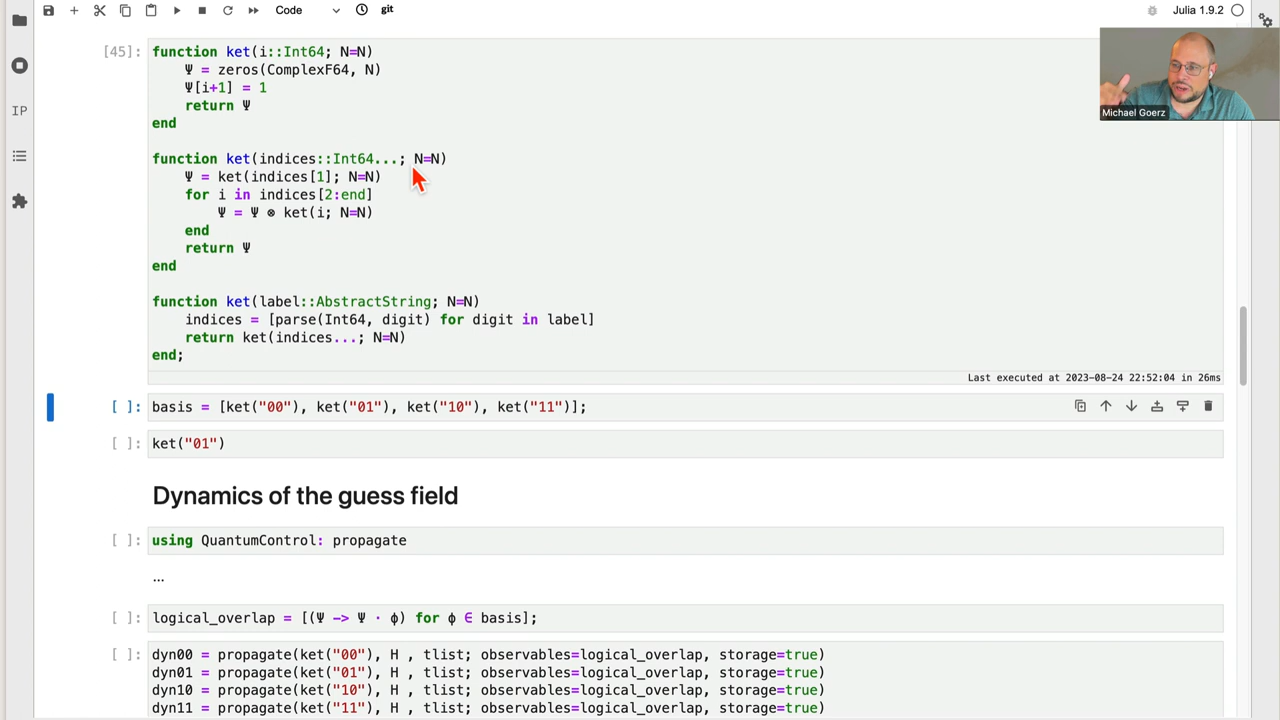 Code
git
Julia 1.9.2
Michael Goerz
IP
[45]:
function ket(i::Int64; N=N)
    Ψ = zeros(ComplexF64, N)
    Ψ[i+1] = 1
    return Ψ
end
function ket(indices::Int64...; N=N)
    Ψ = ket(indices[1]; N=N)
    for i in indices[2:end]
        Ψ = Ψ ⊗ ket(i; N=N)
    end
    return Ψ
end
function ket(label::AbstractString; N=N)
    indices = [parse(Int64, digit) for digit in label]
    return ket(indices...; N=N)
end;
Last executed at 2023-08-24 22:52:04 in 26ms
[ ]: basis = [ket("00"), ket("01"), ket("10"), ket("11")];
[ ]: ket("01")
Dynamics of the guess field
[ ]: using QuantumControl: propagate
...
[ ]: logical_overlap = [(Ψ -> Ψ ⋅ ϕ) for ϕ ∈ basis];
[ ]: dyn00 = propagate(ket("00"), H , tlist; observables=logical_overlap, storage=true)
dyn01 = propagate(ket("01"), H , tlist; observables=logical_overlap, storage=true)
dyn10 = propagate(ket("10"), H , tlist; observables=logical_overlap, storage=true)
dyn11 = propagate(ket("11"), H , tlist; observables=logical_overlap, storage=true)